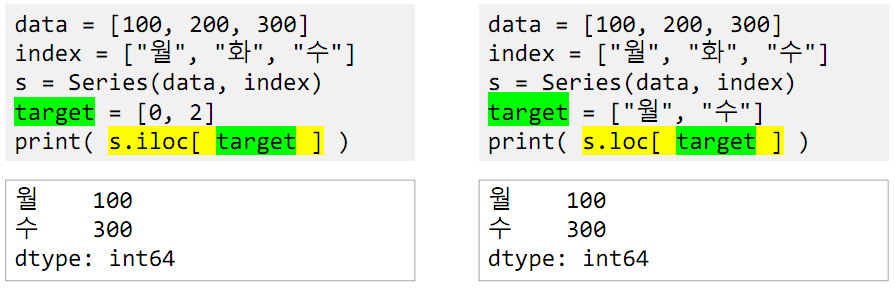 data = [100, 200, 300]
index = ["월", "화", "수"]
s = Series(data, index)
target = [0, 2]
print( s.iloc[ target ] )
월    100
수    300
dtype: int64
data = [100, 200, 300]
index = ["월", "화", "수"]
s = Series(data, index)
target = ["월", "수"]
print( s.loc[ target ] )
월    100
수    300
dtype: int64